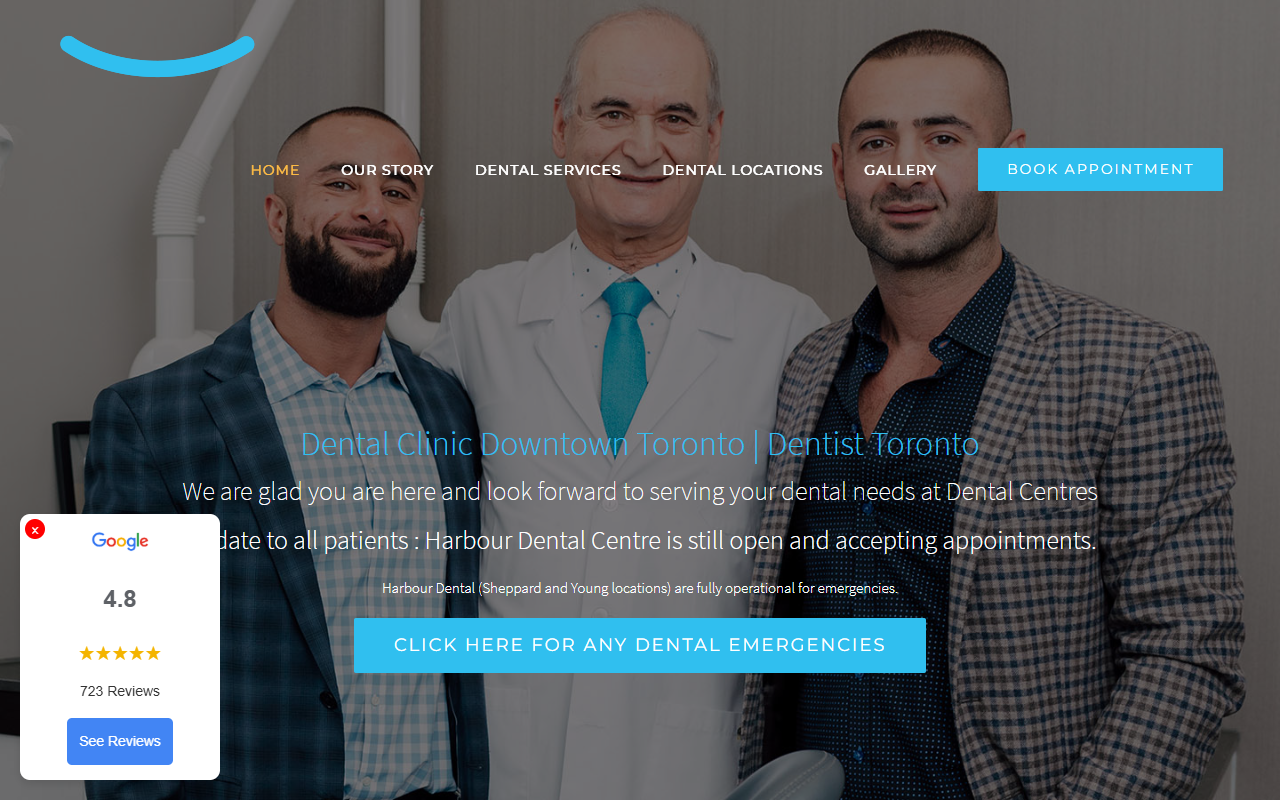 HOME OUR STORY DENTAL SERVICES DENTAL LOCATIONS GALLERY BOOK APPOINTMENT
Dental Clinic Downtown Toronto | Dentist Toronto
We are glad you are here and look forward to serving your dental needs at Dental Centres
date to all patients : Harbour Dental Centre is still open and accepting appointments.
Harbour Dental (Sheppard and Young locations) are fully operational for emergencies.
CLICK HERE FOR ANY DENTAL EMERGENCIES
x
Google
4.8
723 Reviews
See Reviews